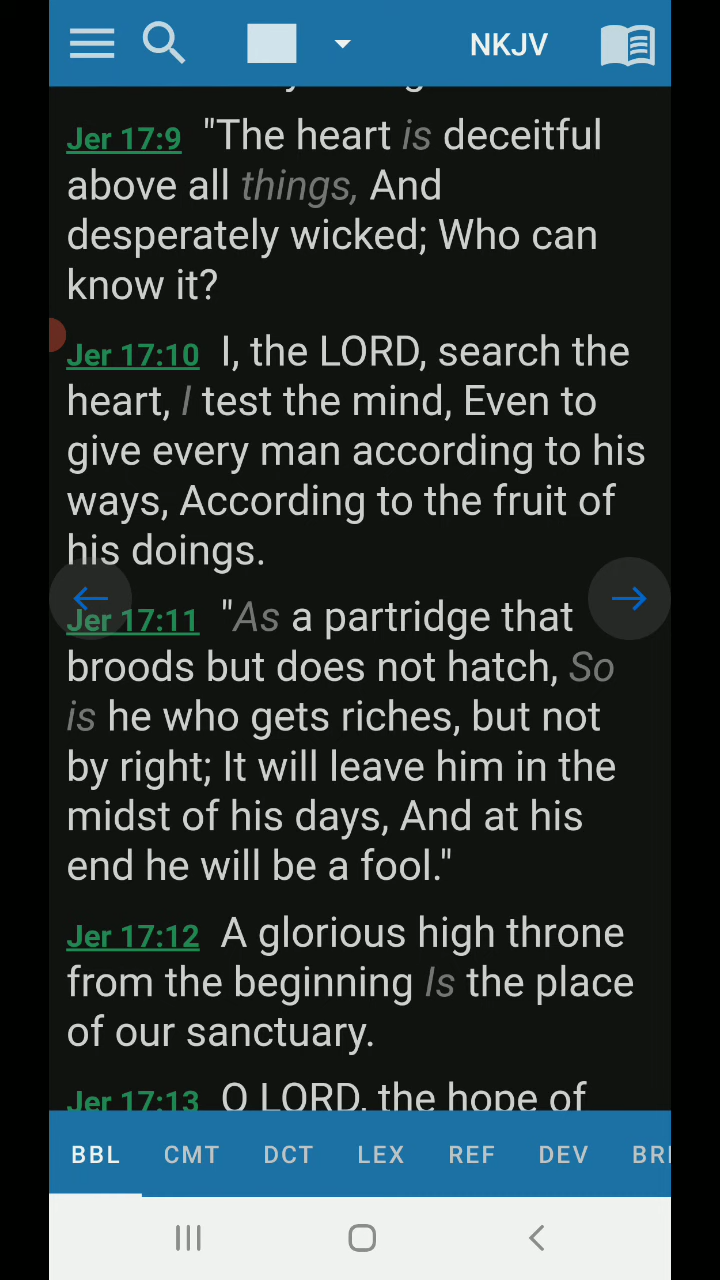 NKJV
Jer 17:9 "The heart is deceitful
above all things, And
desperately wicked; Who can
know it?
Jer 17:10 I, the LORD, search the
heart, I test the mind, Even to
give every man according to his
ways, According to the fruit of
his doings.
Jer 17:11 "As a partridge that
broods but does not hatch, So
is he who gets riches, but not
by right; It will leave him in the
midst of his days, And at his
end he will be a fool."
Jer 17:12 A glorious high throne
from the beginning Is the place
of our sanctuary.
Jer 17:13 O LORD, the hope of
BBL CMT DCT LEX REF DEV